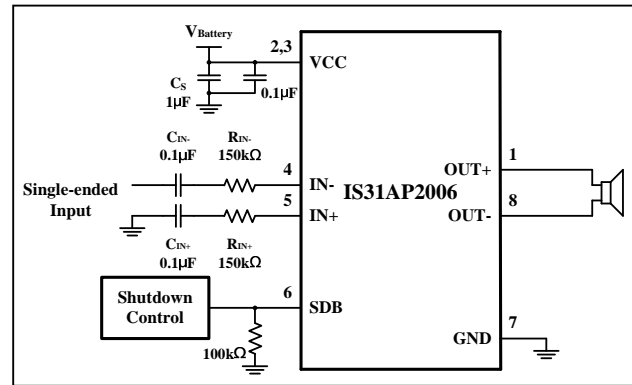 VBattery
2,3
VCC
CS
1µF
0.1µF
CIN-
0.1µF
RIN-
150kΩ
4
IN-
Single-ended
Input
5
IN+
CIN+
0.1µF
RIN+
150kΩ
IS31AP2006
1
OUT+
8
OUT-
Shutdown
Control
6
SDB
100kΩ
7
GND